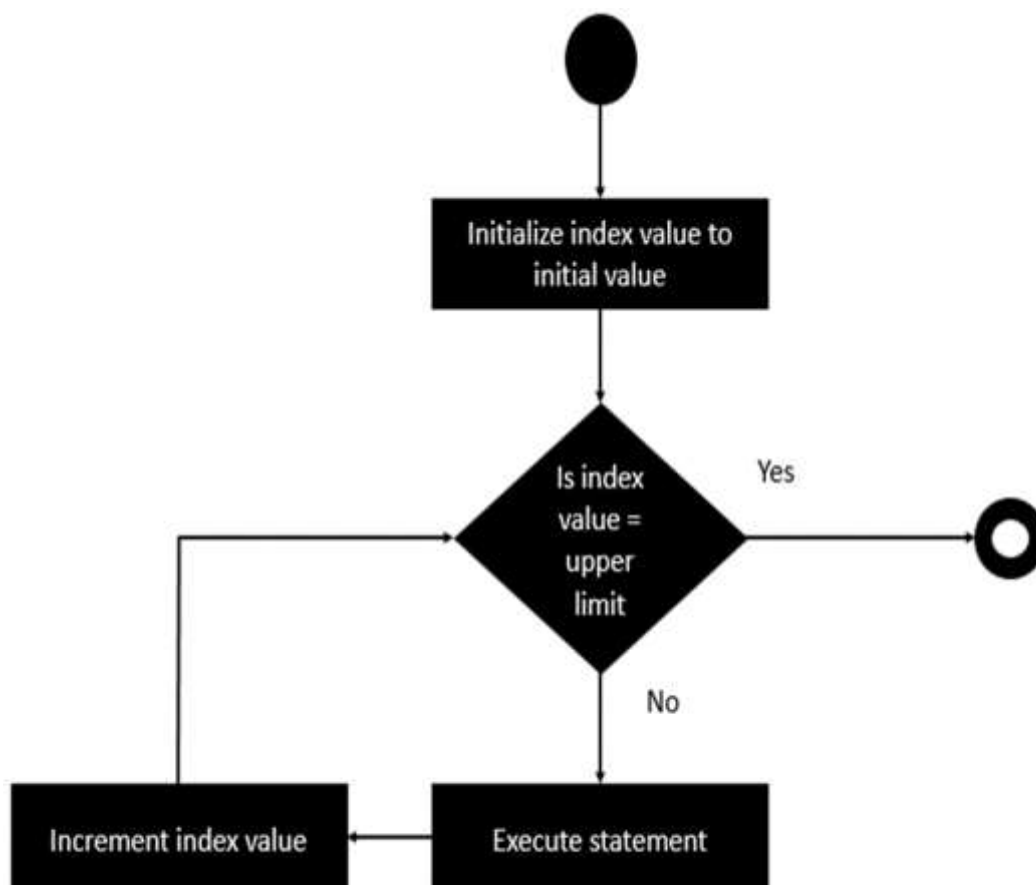 Initialize index value to
initial value
Is index
value =
upper
limit
Yes
No
Increment index value
Execute statement